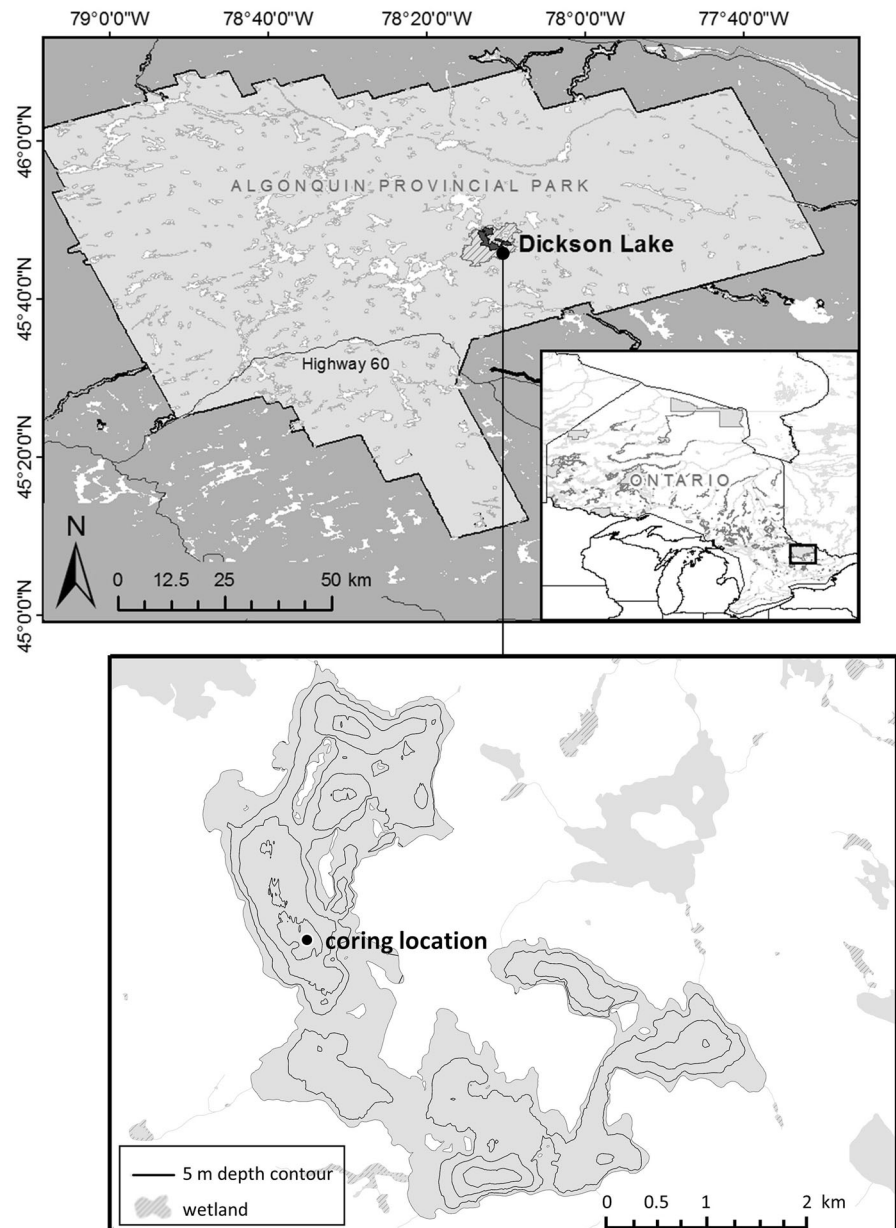 79°0'0"W 78°40'0"W 78°20'0"W 78°0'0"W 77°40'0"W
46°0'0"N
45°40'0"N
45°20'0"N
45°0'0"N
ALGONQUIN PROVINCIAL PARK
Dickson Lake
Highway 60
N
0 12.5 25 50 km
ONTARIO
coring location
5 m depth contour
wetland
0 0.5 1 2 km